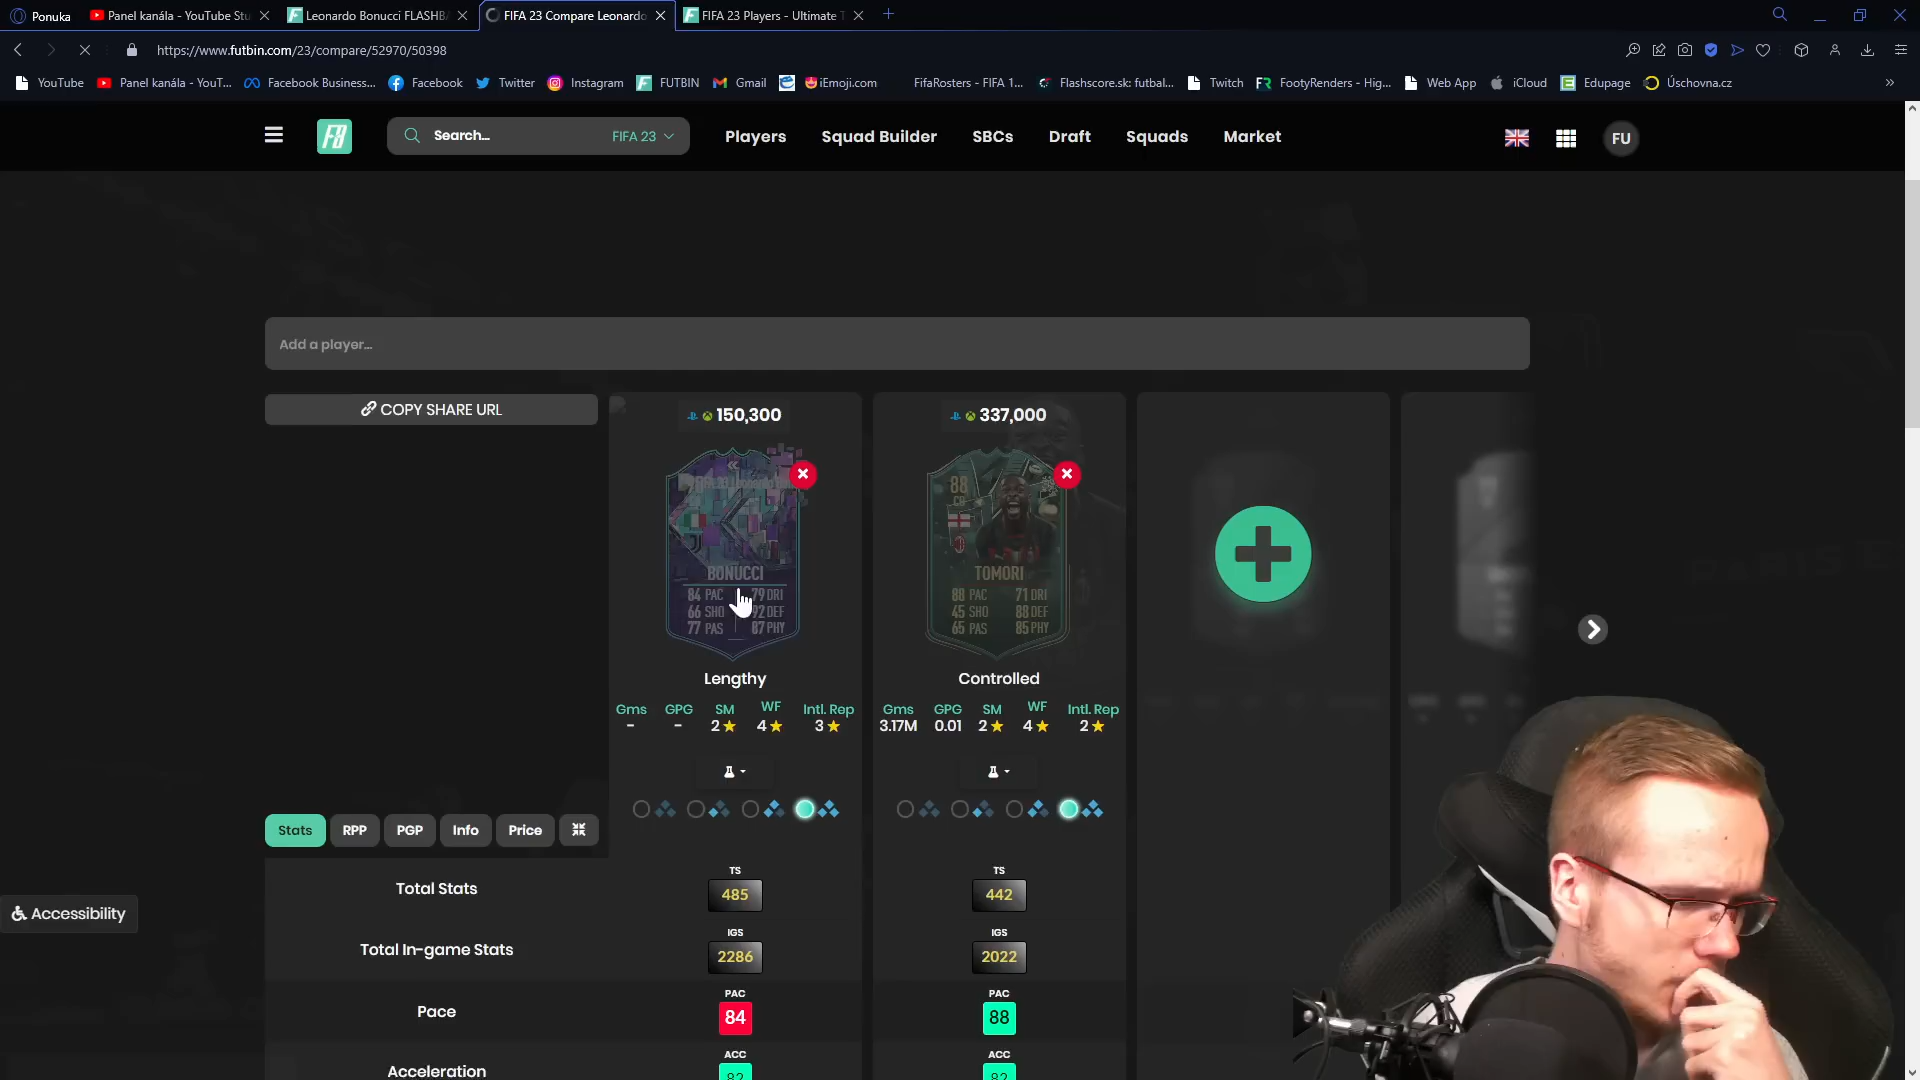 Ponuka
Panel kanála - YouTube Stu
Leonardo Bonucci FLASHBA
FIFA 23 Compare Leonardo
FIFA 23 Players - Ultimate T
https://www.futbin.com/23/compare/52970/50398
YouTube
Panel kanála - YouT...
Facebook Business...
Facebook
Twitter
Instagram
FUTBIN
Gmail
iEmoji.com
FifaRosters - FIFA 1...
Flashscore.sk: futbal...
Twitch
FootyRenders - Hig...
Web App
iCloud
Edupage
Úschovna.cz
Search...
FIFA 23
Players
Squad Builder
SBCs
Draft
Squads
Market
FU
Add a player...
COPY SHARE URL
150,300
337,000
BONUCCI
84 PAC 79 DRI
66 SHO 92 DEF
77 PAS 87 PHY
88
CB
TOMORI
88 PAC 71 DRI
45 SHO 88 DEF
65 PAS 85 PHY
Lengthy
Controlled
Gms GPG SM WF Intl. Rep
- - 2 4 3
Gms GPG SM WF Intl. Rep
3.17M 0.01 2 4 2
Stats
RPP
PGP
Info
Price
TS TS
Total Stats 485 442
IGS IGS
Total In-game Stats 2286 2022
PAC PAC
Pace 84 88
ACC ACC
Acceleration 82 82
Accessibility